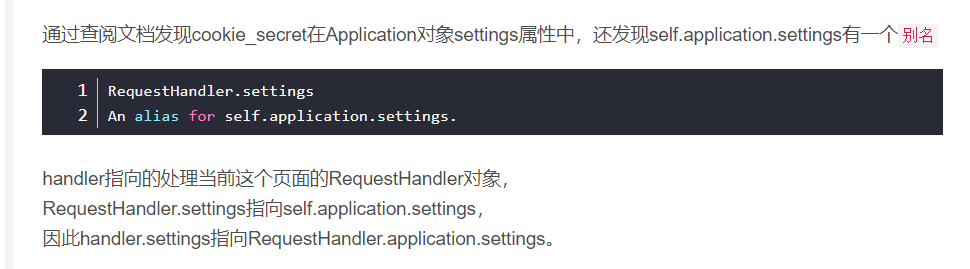 通过查阅文档发现cookie_secret在Application对象settings属性中，还发现self.application.settings有一个 别名
1 RequestHandler.settings
2 An alias for self.application.settings.
handler指向的处理当前这个页面的RequestHandler对象，
RequestHandler.settings指向self.application.settings，
因此handler.settings指向RequestHandler.application.settings。